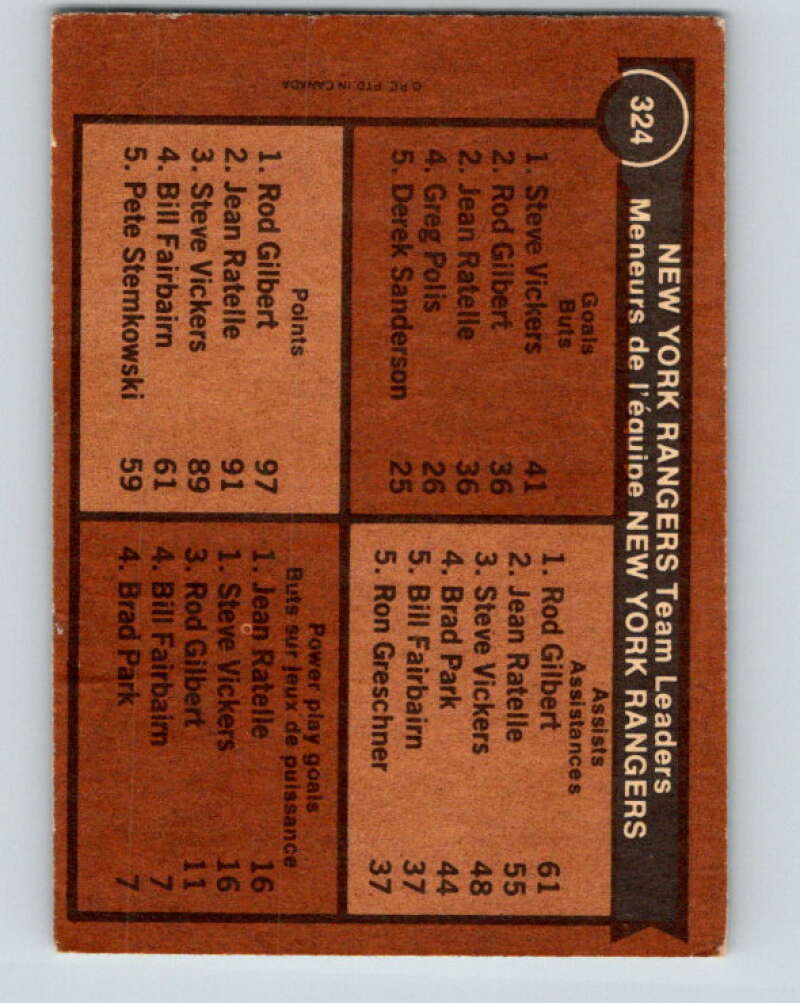 324
NEW YORK RANGERS Team Leaders
Meneurs de l'équipe NEW YORK RANGERS
Goals
Buts
1. Steve Vickers 41
2. Rod Gilbert 36
2. Jean Ratelle 36
4. Greg Polis 26
5. Derek Sanderson 25
Assists
Assistances
1. Rod Gilbert 61
2. Jean Ratelle 55
3. Steve Vickers 48
4. Brad Park 44
5. Bill Fairbairn 37
5. Ron Greschner 37
Points
1. Rod Gilbert 97
2. Jean Ratelle 91
3. Steve Vickers 89
4. Bill Fairbairn 61
5. Pete Stemkowski 59
Power play goals
Buts sur jeux de puissance
1. Jean Ratelle 16
1. Steve Vickers 16
3. Rod Gilbert 11
4. Bill Fairbairn 7
4. Brad Park 7
O.P.C. PTD. IN CANADA